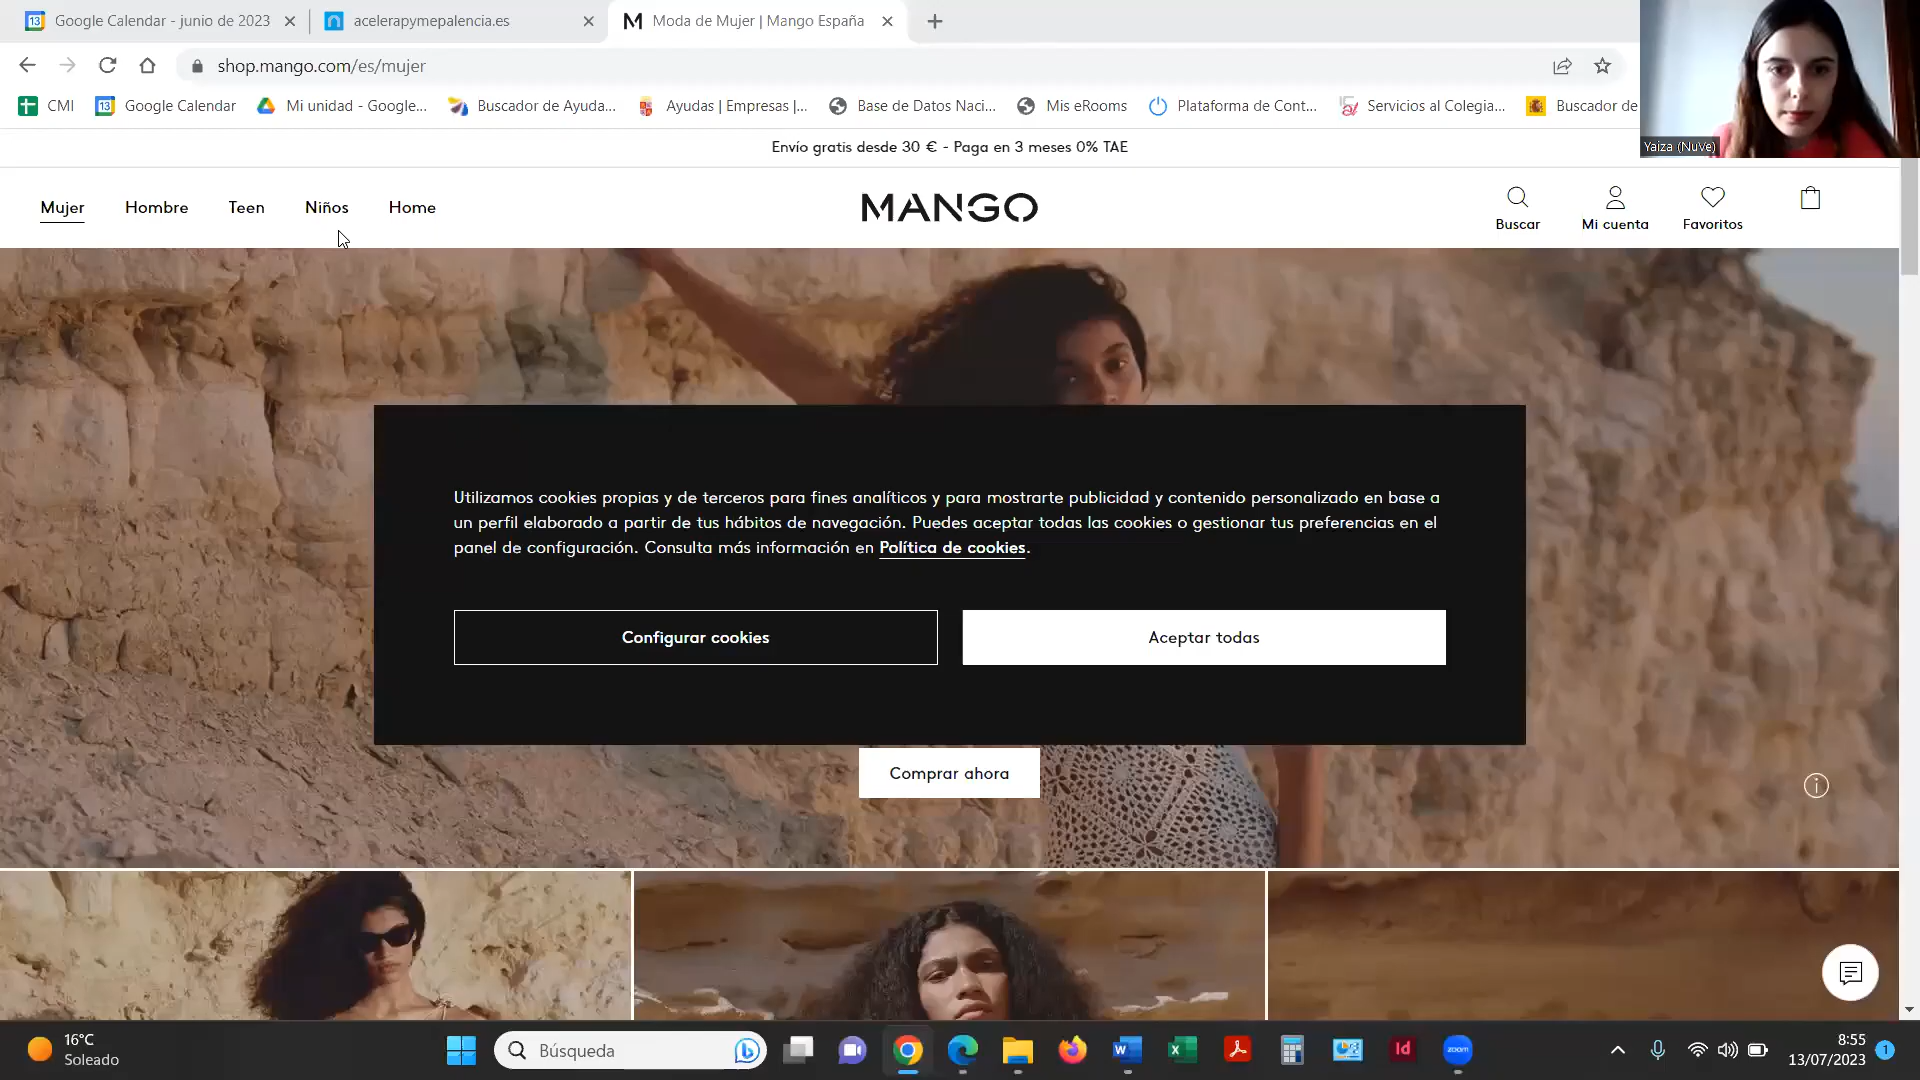 Google Calendar - junio de 2023
acelerapymepalencia.es
Moda de Mujer | Mango España
shop.mango.com/es/mujer
CMI
Google Calendar
Mi unidad - Google...
Buscador de Ayuda...
Ayudas | Empresas |...
Base de Datos Naci...
Mis eRooms
Plataforma de Cont...
Servicios al Colegia...
Buscador de
Yaiza (NuVe)
Envío gratis desde 30 € - Paga en 3 meses 0% TAE
Mujer
Hombre
Teen
Niños
Home
MANGO
Buscar
Mi cuenta
Favoritos
Utilizamos cookies propias y de terceros para fines analíticos y para mostrarte publicidad y contenido personalizado en base a
un perfil elaborado a partir de tus hábitos de navegación. Puedes aceptar todas las cookies o gestionar tus preferencias en el
panel de configuración. Consulta más información en Política de cookies.
Configurar cookies
Aceptar todas
Comprar ahora
16°C
Soleado
Búsqueda
zoom
8:55
13/07/2023
1